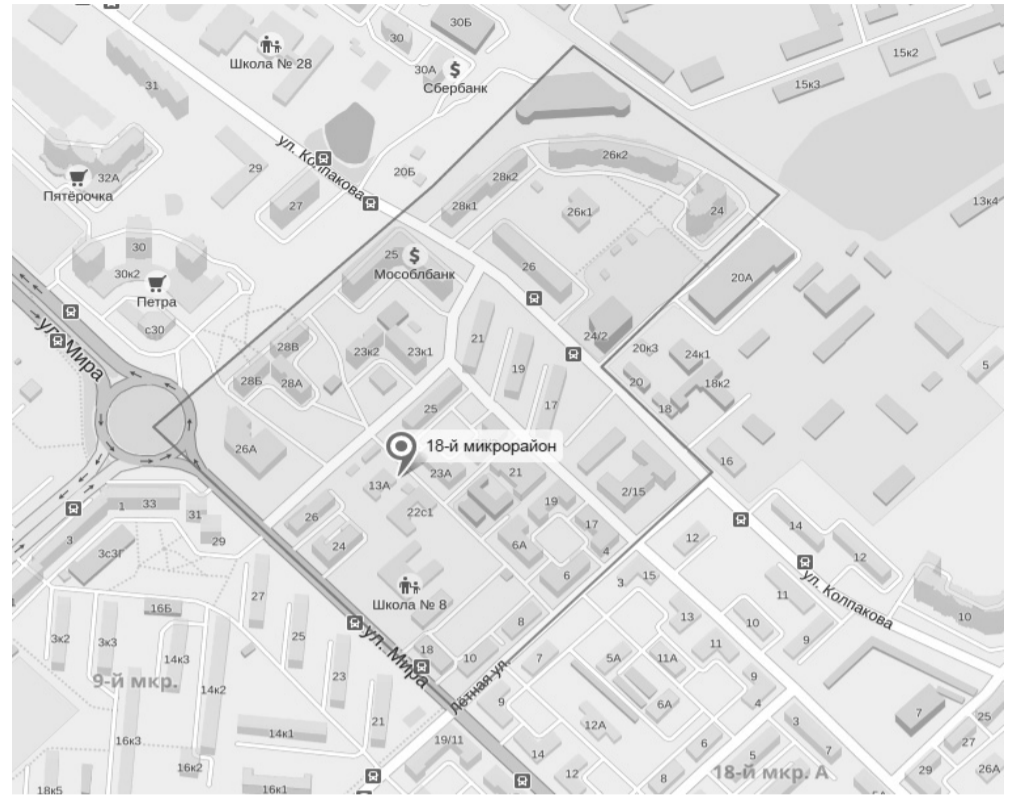 30Б
30
15к2
Школа № 28
30А
Сбербанк
31
15к3
ул. Колпакова
26к2
32А
29
20Б
28к2
Пятёрочка
27
28к1
26к1
24
13к4
30
25
Мособлбанк
26
30к2
20А
Петра
с30
ул. Мира
24/2
21
28В
23к2
23к1
20к3
24к1
19
5
28Б
28А
20
18к2
17
25
18
26А
18-й микрорайон
16
23А
21
13А
2/15
1
33
22с1
19
31
26
17
14
3
29
12
3с3Г
24
6А
4
12
ул. Колпакова
6
3
15
Школа № 8
27
11
16Б
13
10
10
8
3к2
3к3
25
11
9
14к3
18
10
7
5А
11А
ул. Мира
23
9
9-й мкр.
14к2
Лётная ул.
9
6А
4
7
21
12А
3
25
14к1
16к3
19/11
14
6
5
7
27
16к2
12
8
18-й мкр. А
29
26А
18к5
16к1
5А